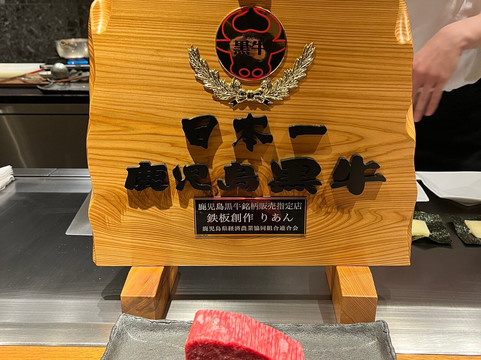 黒牛
日本一
鹿児島黒牛
鹿児島黒牛銘柄販売指定店
鉄板創作 りあん
鹿児島県経済農業協同組合連合会